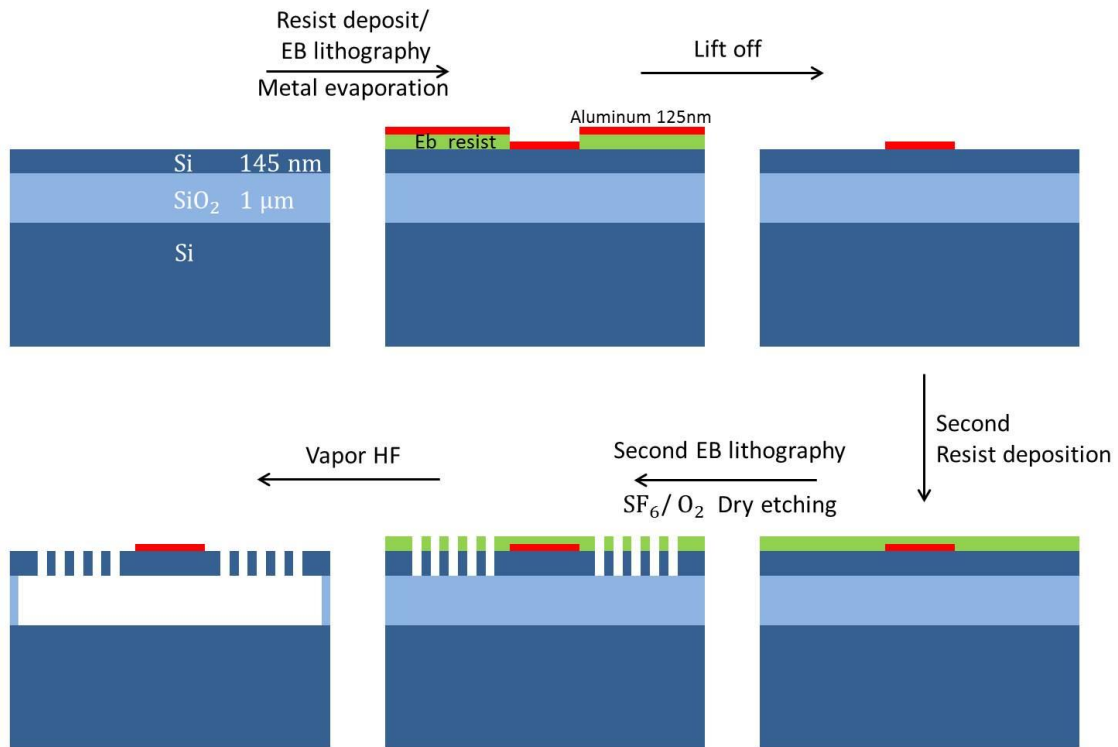 Resist deposit/
EB lithography
Metal evaporation
Lift off
Aluminum 125nm
Eb resist
Si 145 nm
SiO₂ 1 μm
Si
Second
Resist deposition
Second EB lithography
SF₆/ O₂ Dry etching
Vapor HF